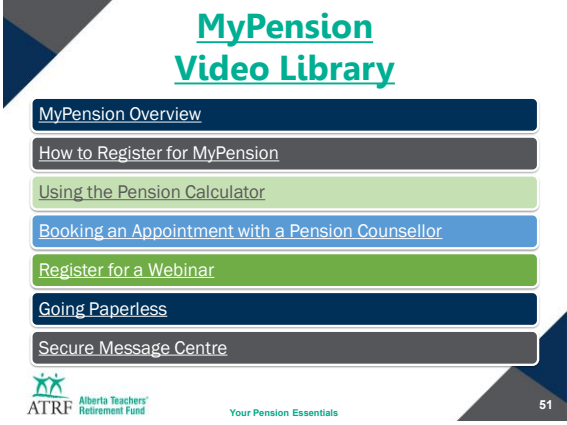 MyPension
Video Library
MyPension Overview
How to Register for MyPension
Using the Pension Calculator
Booking an Appointment with a Pension Counsellor
Register for a Webinar
Going Paperless
Secure Message Centre
ATRF
Alberta Teachers'
Retirement Fund
Your Pension Essentials
51